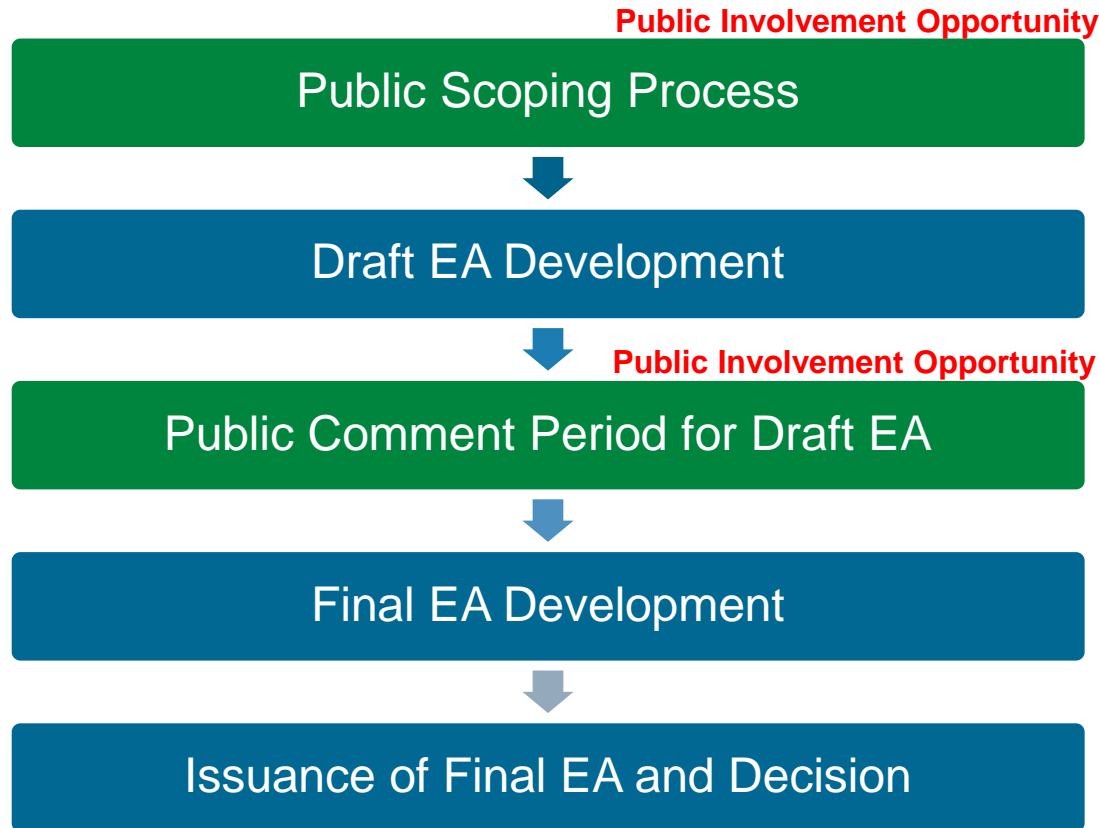 Public Involvement Opportunity
Public Scoping Process
Draft EA Development
Public Involvement Opportunity
Public Comment Period for Draft EA
Final EA Development
Issuance of Final EA and Decision